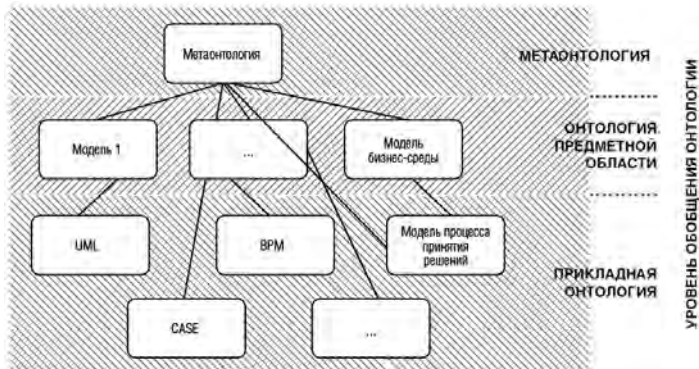 Метаонтология
МЕТАОНТОЛОГИЯ
Модель 1
...
Модель
бизнес-среды
ОНТОЛОГИЯ
ПРЕДМЕТНОЙ
ОБЛАСТИ
UML
BPM
Модель процесса
принятия
решений
CASE
...
ПРИКЛАДНАЯ
ОНТОЛОГИЯ
УРОВЕНЬ ОБОБЩЕНИЯ ОНТОЛОГИИ